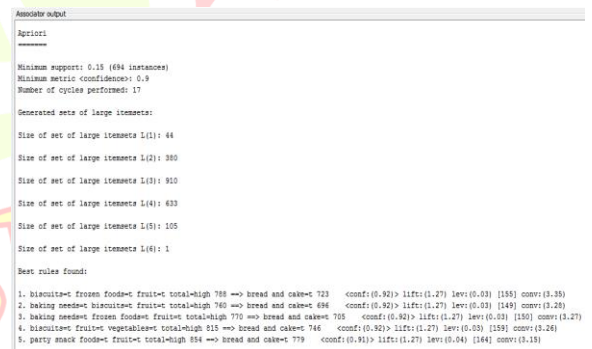 Associator output
Apriori
=======
Minimum support: 0.15 (694 instances)
Minimum metric <confidence>: 0.9
Number of cycles performed: 17
Generated sets of large itemsets:
Size of set of large itemsets L(1): 44
Size of set of large itemsets L(2): 380
Size of set of large itemsets L(3): 910
Size of set of large itemsets L(4): 633
Size of set of large itemsets L(5): 105
Size of set of large itemsets L(6): 1
Best rules found:
1. biscuits=t frozen foods=t fruit=t total=high 788 ==> bread and cake=t 723 <conf:(0.92)> lift:(1.27) lev:(0.03) [155] conv:(3.35)
2. baking needs=t biscuits=t fruit=t total=high 760 ==> bread and cake=t 696 <conf:(0.92)> lift:(1.27) lev:(0.03) [149] conv:(3.28)
3. baking needs=t frozen foods=t fruit=t total=high 770 ==> bread and cake=t 705 <conf:(0.92)> lift:(1.27) lev:(0.03) [150] conv:(3.27)
4. biscuits=t fruit=t vegetables=t total=high 815 ==> bread and cake=t 746 <conf:(0.92)> lift:(1.27) lev:(0.03) [159] conv:(3.26)
5. party snack foods=t fruit=t total=high 854 ==> bread and cake=t 779 <conf:(0.91)> lift:(1.27) lev:(0.04) [164] conv:(3.15)